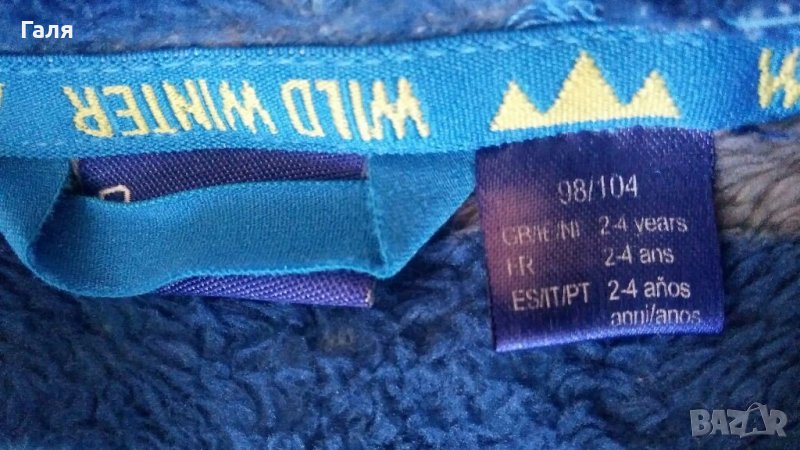 Галя
WILD WINTER
98/104
GB/IE/NI 2-4 years
FR 2-4 ans
ES/IT/PT 2-4 años
anni/anos
BAZAR